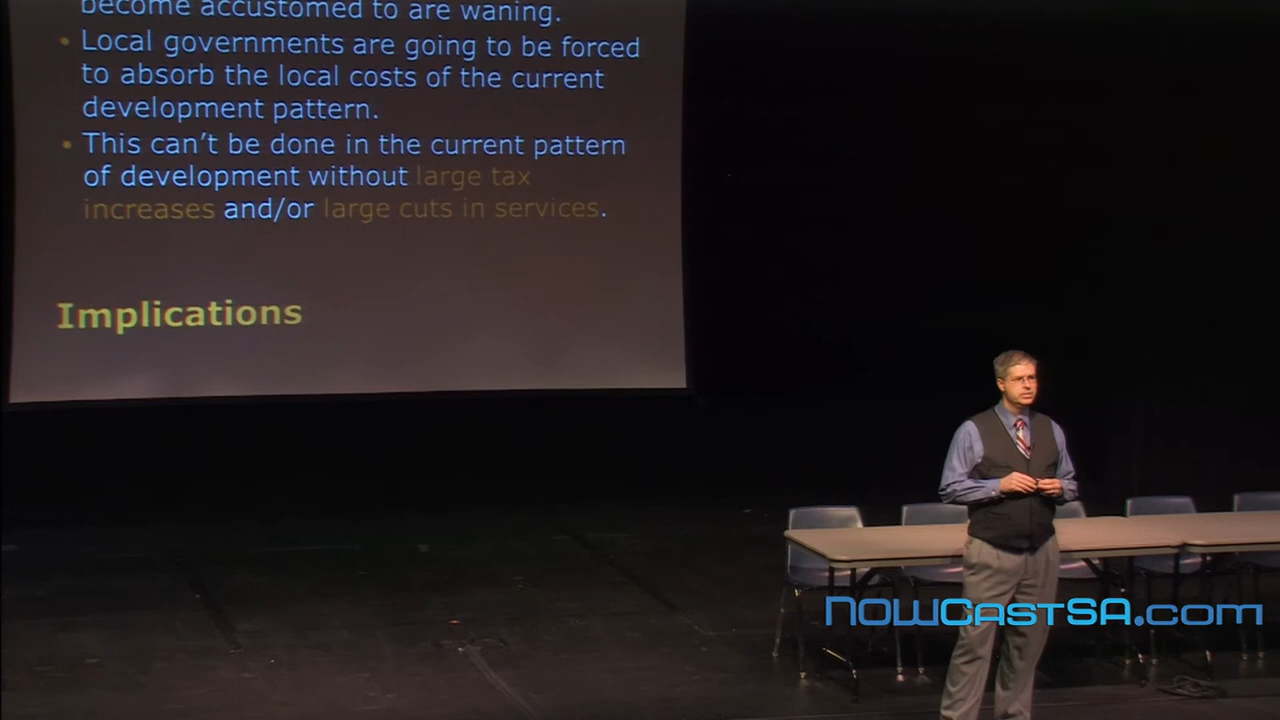 become accustomed to are waning.
• Local governments are going to be forced
to absorb the local costs of the current
development pattern.
• This can't be done in the current pattern
of development without large tax
increases and/or large cuts in services.
Implications
NOWCastSA.com